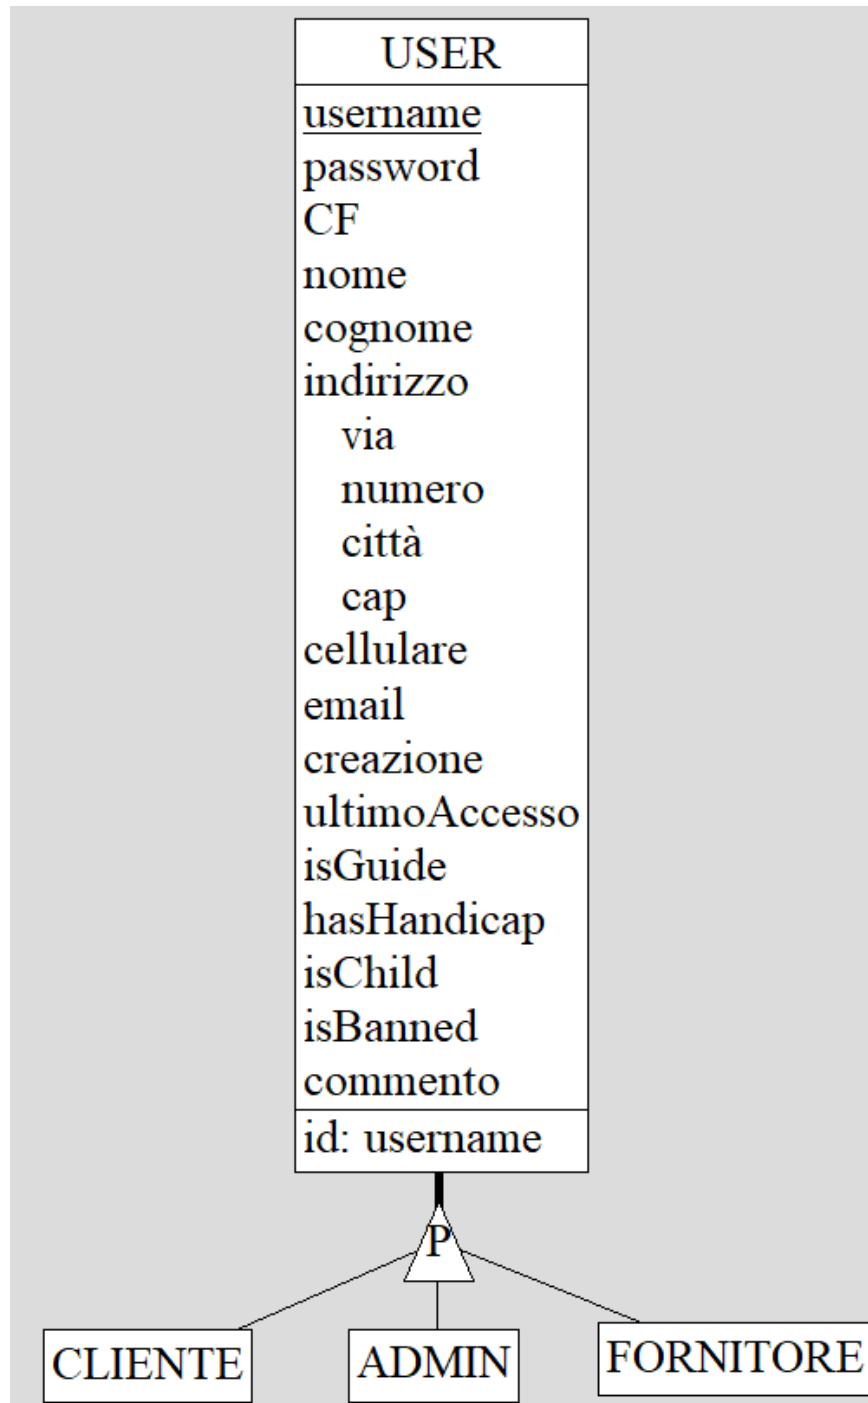 USER
username
password
CF
nome
cognome
indirizzo
via
numero
città
cap
cellulare
email
creazione
ultimoAccesso
isGuide
hasHandicap
isChild
isBanned
commento
id: username
P
CLIENTE
ADMIN
FORNITORE